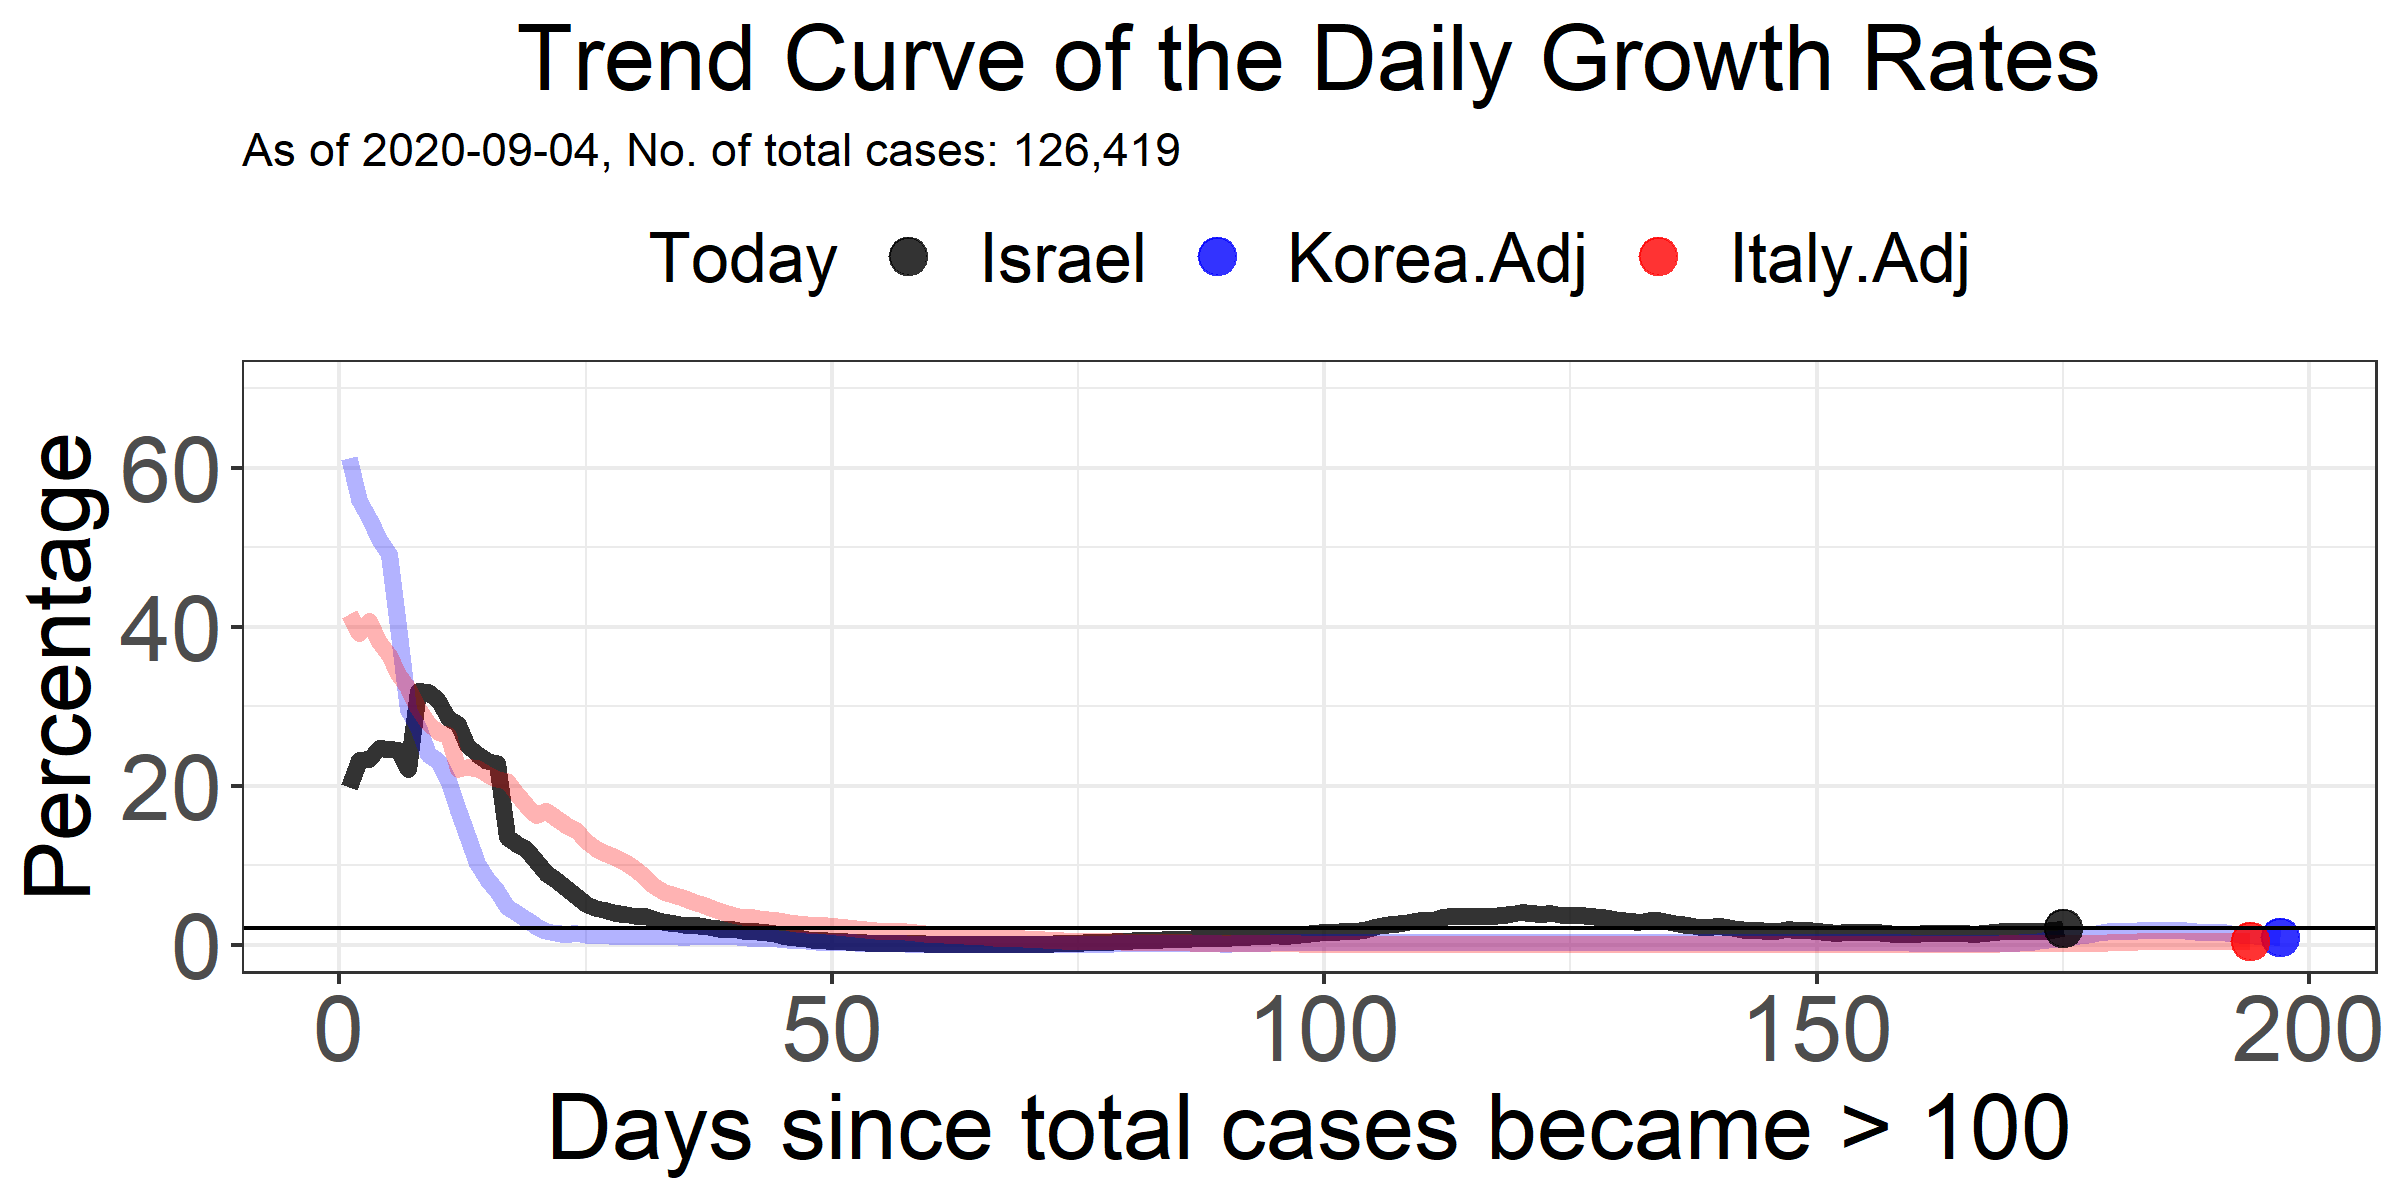 Trend Curve of the Daily Growth Rates
As of 2020-09-04, No. of total cases: 126,419
Today Israel Korea.Adj Italy.Adj
Percentage
60
40
20
0
0 50 100 150 200
Days since total cases became > 100